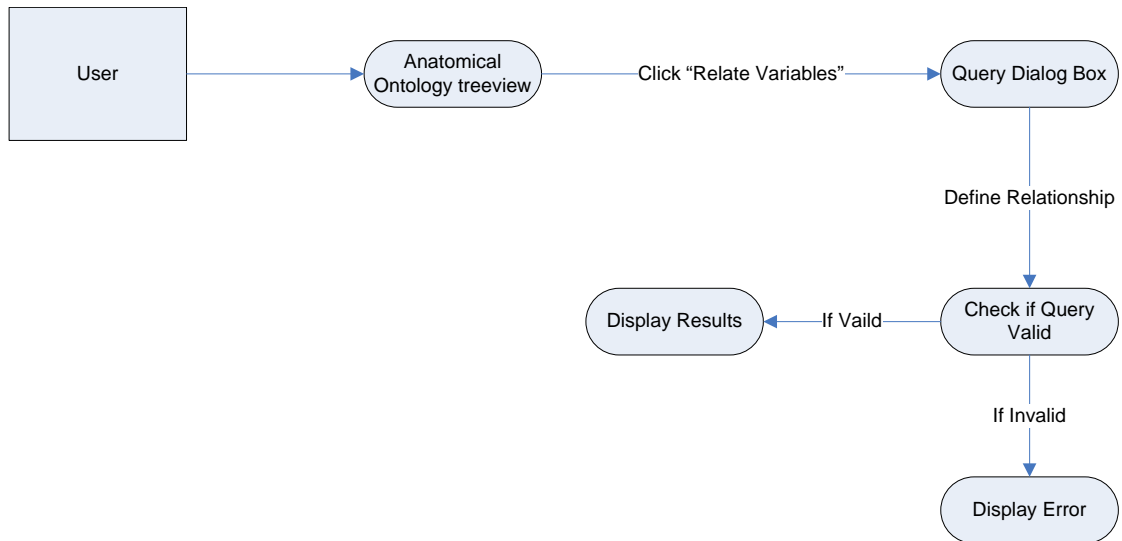 User
Anatomical
Ontology treeview
Click “Relate Variables”
Query Dialog Box
Define Relationship
Display Results
If Vaild
Check if Query
Valid
If Invalid
Display Error